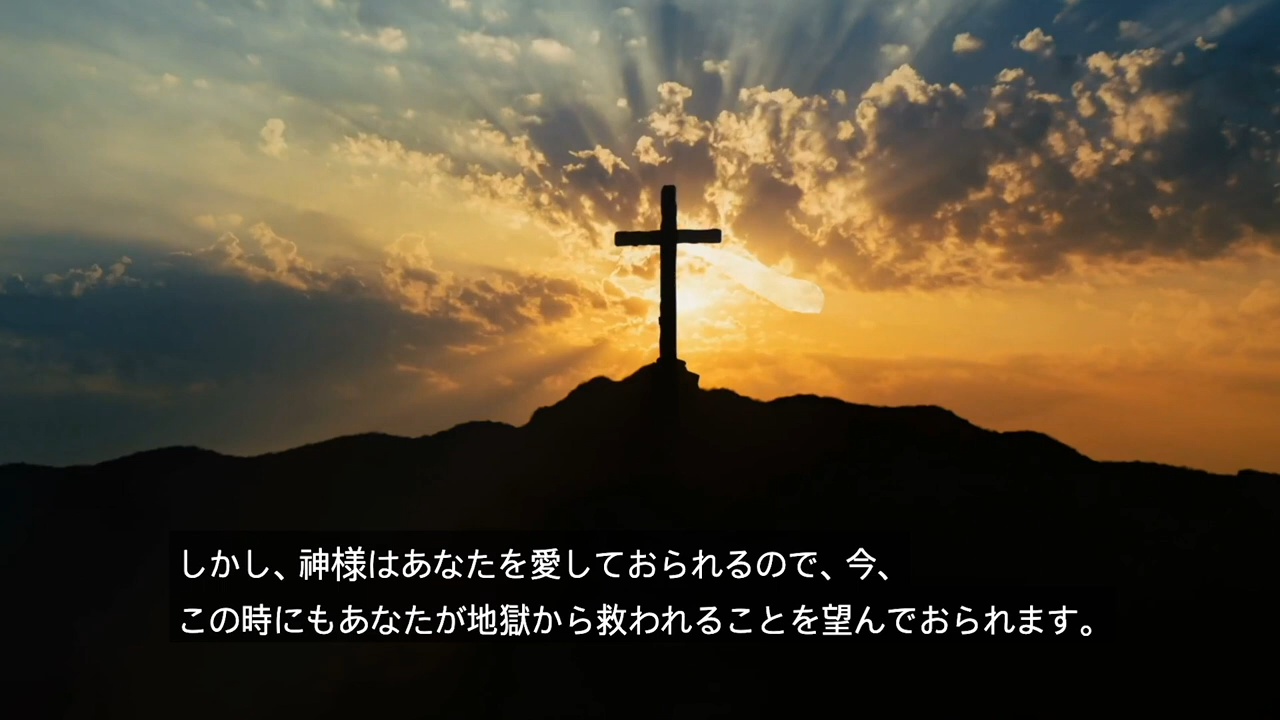 しかし、神様はあなたを愛しておられるので、今、
この時にもあなたが地獄から救われることを望んでおられます。